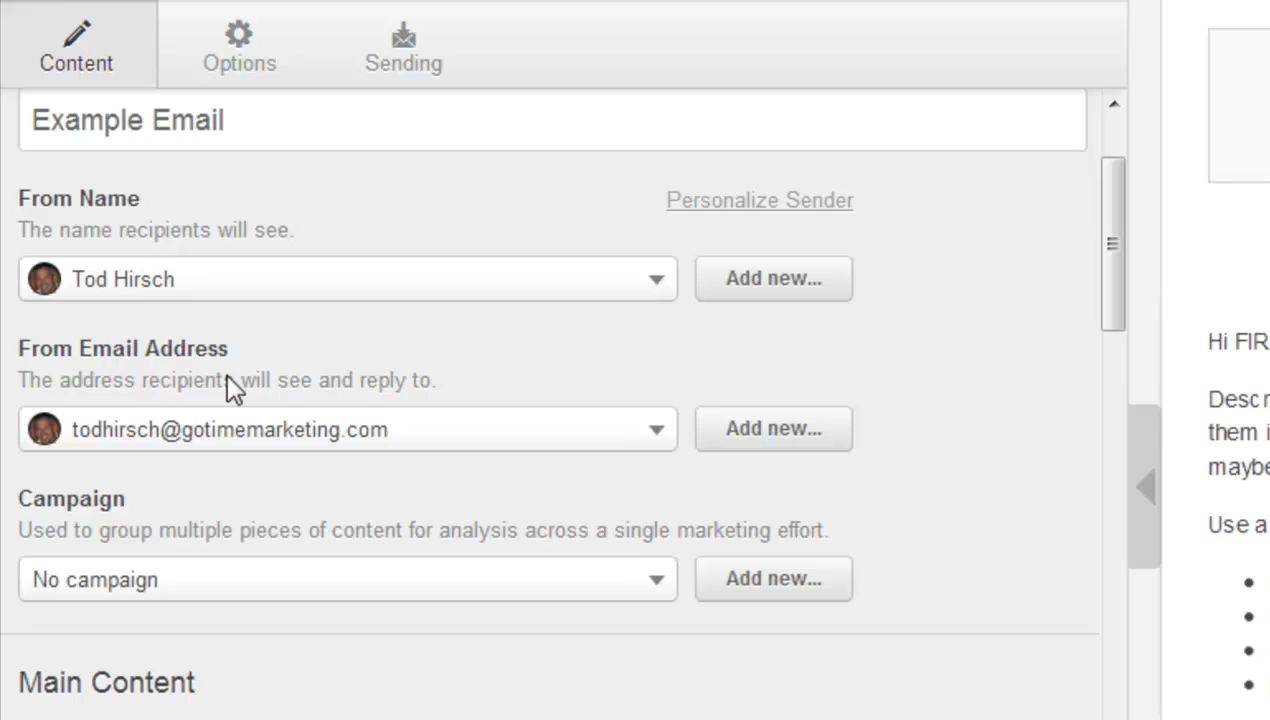 Content
Options
Sending
Example Email
From Name
Personalize Sender
The name recipients will see.
Tod Hirsch
Add new...
From Email Address
The address recipients will see and reply to.
todhirsch@gotimemarketing.com
Add new...
Campaign
Used to group multiple pieces of content for analysis across a single marketing effort.
No campaign
Add new...
Main Content
Hi FIR
Descr
them i
maybe
Use a